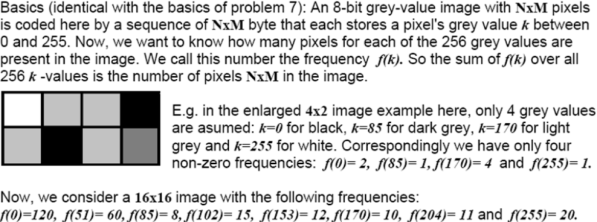 Basics (identical with the basics of problem 7): An 8-bit grey-value image with NxM pixels
is coded here by a sequence of NxM byte that each stores a pixel's grey value k between
0 and 255. Now, we want to know how many pixels for each of the 256 grey values are
present in the image. We call this number the frequency f(k). So the sum of f(k) over all
256 k -values is the number of pixels NxM in the image.
E.g. in the enlarged 4x2 image example here, only 4 grey values
are asumed: k=0 for black, k=85 for dark grey, k=170 for light
grey and k=255 for white. Correspondingly we have only four
non-zero frequencies: f(0)= 2, f(85)= 1, f(170)= 4 and f(255)= 1.
Now, we consider a 16x16 image with the following frequencies:
f(0)=120, f(51)= 60, f(85)= 8, f(102)= 15, f(153)= 12, f(170)= 10, f(204)= 11 and f(255)= 20.